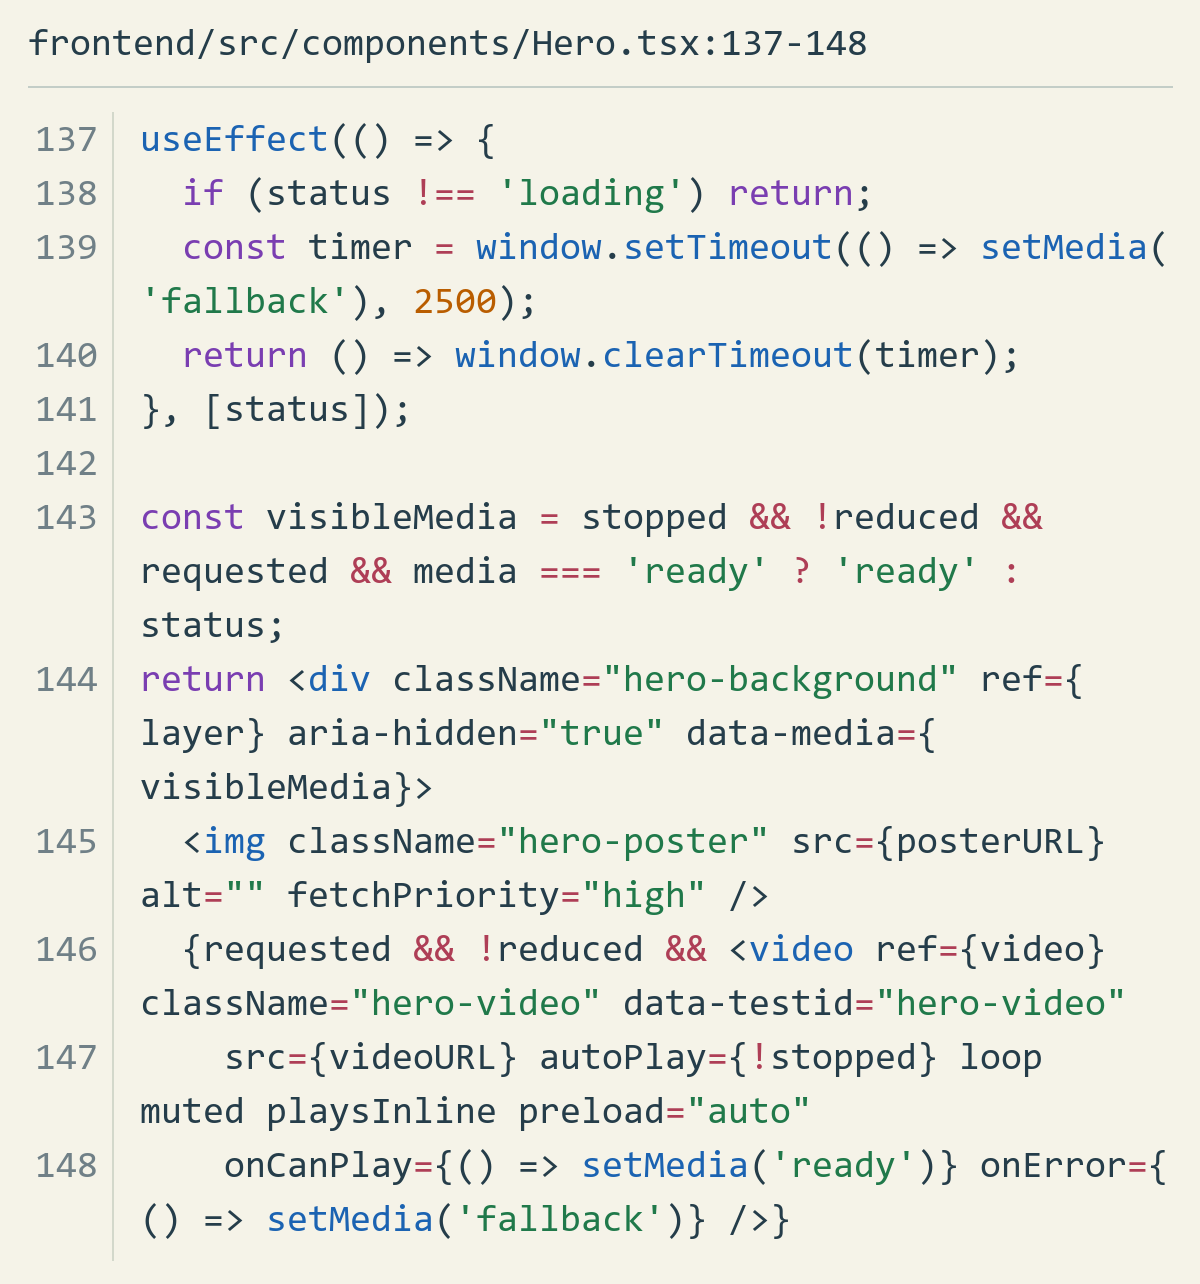 frontend/src/components/Hero.tsx:137-148
137 useEffect(() => {
138   if (status !== 'loading') return;
139   const timer = window.setTimeout(() => setMedia(
'fallback'), 2500);
140   return () => window.clearTimeout(timer);
141 }, [status]);
142
143 const visibleMedia = stopped && !reduced &&
requested && media === 'ready' ? 'ready' :
status;
144 return <div className="hero-background" ref={
layer} aria-hidden="true" data-media={
visibleMedia}>
145   <img className="hero-poster" src={posterURL}
alt="" fetchPriority="high" />
146   {requested && !reduced && <video ref={video}
className="hero-video" data-testid="hero-video"
147     src={videoURL} autoPlay={!stopped} loop
muted playsInline preload="auto"
148     onCanPlay={() => setMedia('ready')} onError={
() => setMedia('fallback')} />}